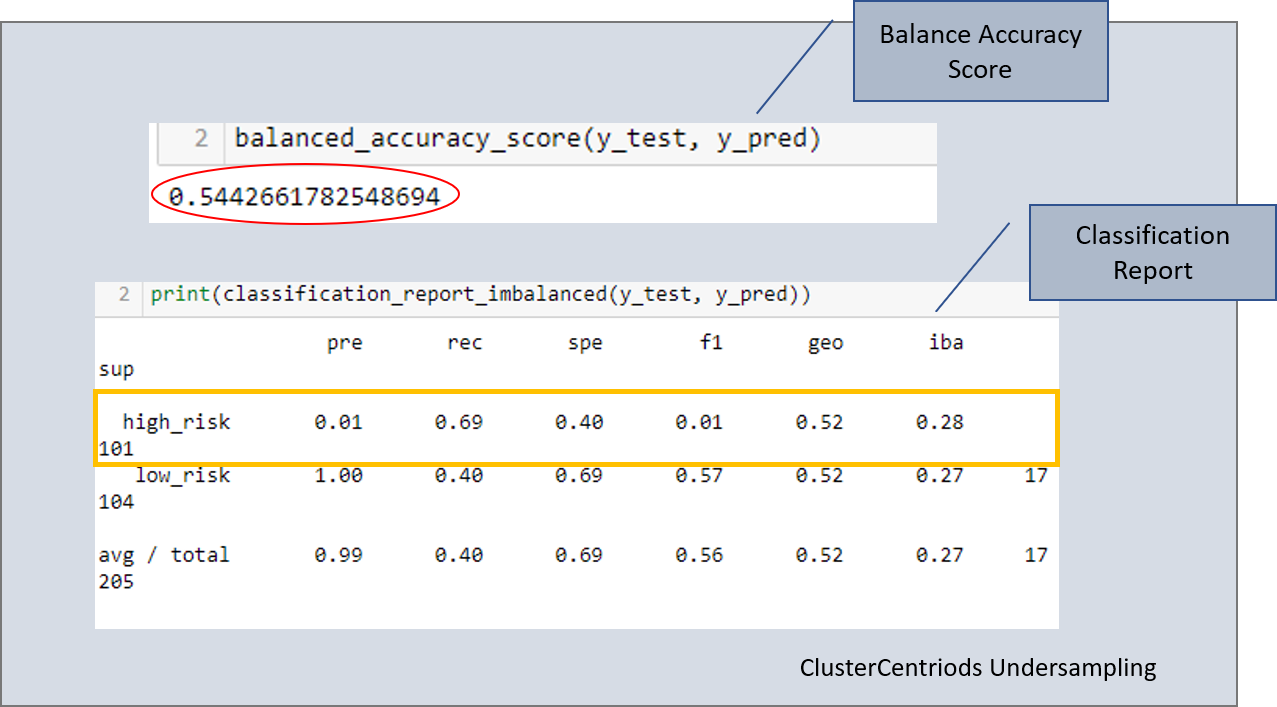 Balance Accuracy
Score
2 balanced_accuracy_score(y_test, y_pred)
0.5442661782548694
Classification
Report
2 print(classification_report_imbalanced(y_test, y_pred))
pre rec spe f1 geo iba
sup
high_risk 0.01 0.69 0.40 0.01 0.52 0.28
101
low_risk 1.00 0.40 0.69 0.57 0.52 0.27 17
104
avg / total 0.99 0.40 0.69 0.56 0.52 0.27 17
205
ClusterCentriods Undersampling